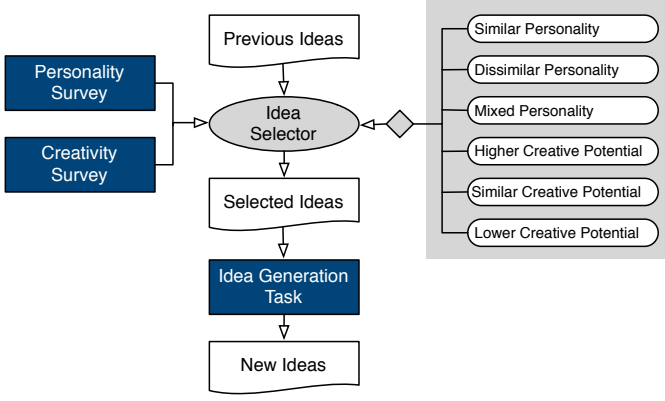 Previous Ideas
Personality
Survey
Creativity
Survey
Idea
Selector
Selected Ideas
Idea Generation
Task
New Ideas
Similar Personality
Dissimilar Personality
Mixed Personality
Higher Creative Potential
Similar Creative Potential
Lower Creative Potential